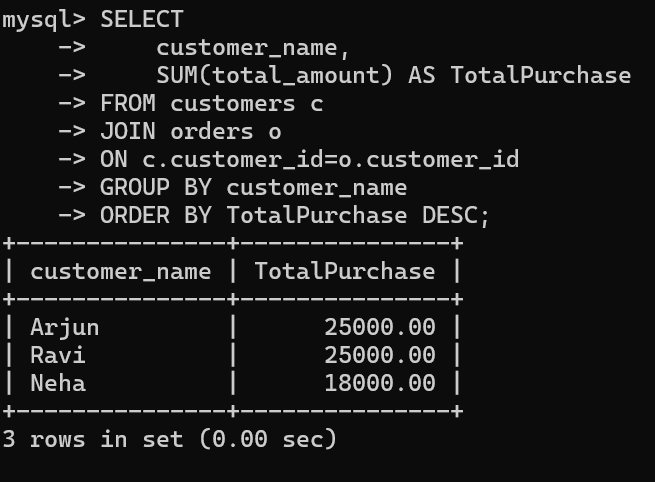 mysql> SELECT
    ->     customer_name,
    ->     SUM(total_amount) AS TotalPurchase
    -> FROM customers c
    -> JOIN orders o
    -> ON c.customer_id=o.customer_id
    -> GROUP BY customer_name
    -> ORDER BY TotalPurchase DESC;
+---------------+---------------+
| customer_name | TotalPurchase |
+---------------+---------------+
| Arjun         |      25000.00 |
| Ravi          |      25000.00 |
| Neha          |      18000.00 |
+---------------+---------------+
3 rows in set (0.00 sec)